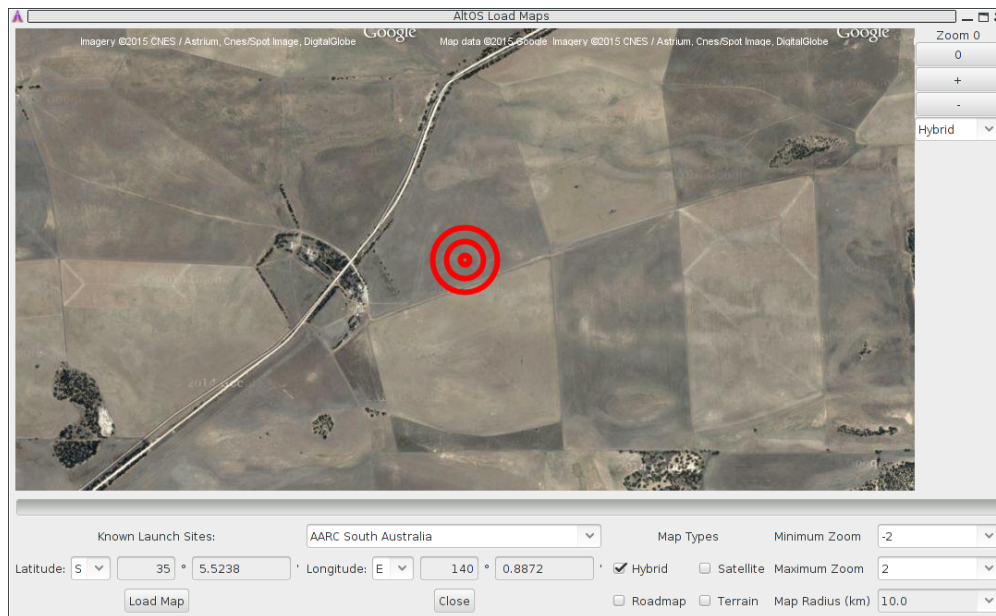 AltOS Load Maps
Imagery ©2015 CNES / Astrium, Cnes/Spot Image, DigitalGlobe
Google
Map data ©2015 Google Imagery ©2015 CNES / Astrium, Cnes/Spot Image, DigitalGlobe
Google
Zoom 0
0
+
-
Hybrid
Known Launch Sites: AARC South Australia Map Types Minimum Zoom -2
Latitude: S 35 ° 5.5238 ' Longitude: E 140 ° 0.8872 ' Hybrid Satellite Maximum Zoom 2
Load Map Close Roadmap Terrain Map Radius (km) 10.0